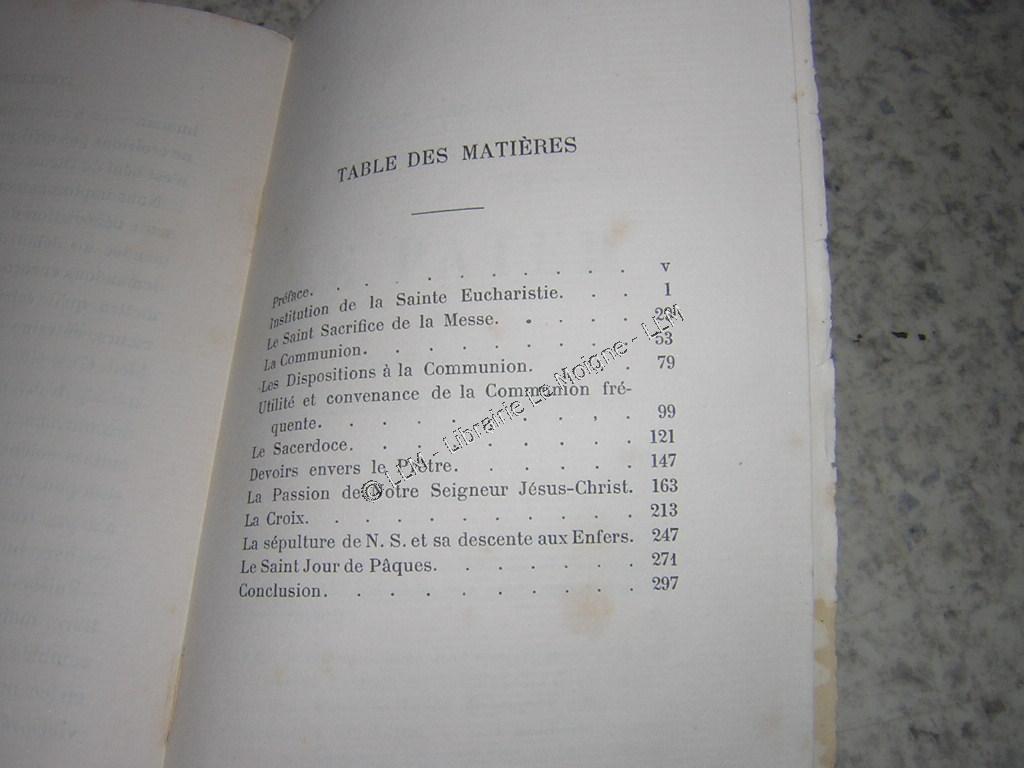 TABLE DES MATIÈRES
Préface. . . . . . . . . v
Institution de la Sainte Eucharistie. . . 1
Le Saint Sacrifice de la Messe. . . . .
La Communion. . . . . . . . 53
Les Dispositions à la Communion. . . . 79
Utilité et convenance de la Communion fré-
quente. . . . . . . . . 99
Le Sacerdoce. . . . . . . . 121
Devoirs envers le Prêtre. . . . . . 147
La Passion de Notre Seigneur Jésus-Christ. 163
La Croix. . . . . . . . . 213
La sépulture de N. S. et sa descente aux Enfers. 247
Le Saint Jour de Pâques. . . . . . 271
Conclusion. . . . . . . . . 297
© LLM - Librairie Le Moigne - LLM